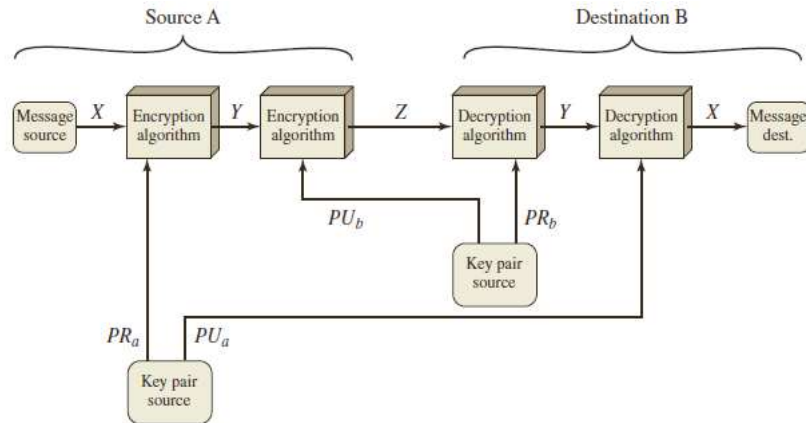 Source A
Destination B
Message
source
X
Encryption
algorithm
Y
Encryption
algorithm
Z
Decryption
algorithm
Y
Decryption
algorithm
X
Message
dest.
PUb
PRb
Key pair
source
PRa
PUa
Key pair
source